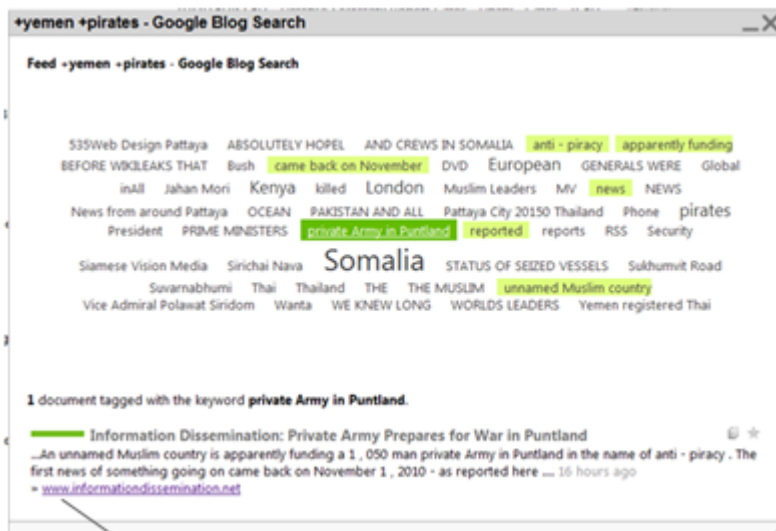 +yemen +pirates - Google Blog Search
Feed +yemen +pirates - Google Blog Search
535Web Design Pattaya ABSOLUTELY HOPEL AND CREWS IN SOMALIA anti - piracy apparently funding
BEFORE WIKILEAKS THAT Bush came back on November DVD European GENERALS WERE Global
inAll Jahan Mori Kenya killed London Muslim Leaders MV news NEWS
News from around Pattaya OCEAN PAKISTAN AND ALL Pattaya City 20150 Thailand Phone pirates
President PRIME MINISTERS private Army in Puntland reported reports RSS Security
Siamese Vision Media Sirichai Nava Somalia STATUS OF SEIZED VESSELS Sukhumvit Road
Suvarnabhumi Thai Thailand THE THE MUSLIM unnamed Muslim country
Vice Admiral Polawat Siridom Wanta WE KNEW LONG WORLDS LEADERS Yemen registered Thai
1 document tagged with the keyword private Army in Puntland.
Information Dissemination: Private Army Prepares for War in Puntland
...An unnamed Muslim country is apparently funding a 1 , 050 man private Army in Puntland in the name of anti - piracy . The
first news of something going on came back on November 1 , 2010 - as reported here .... 16 hours ago
» www.informationdissemination.net